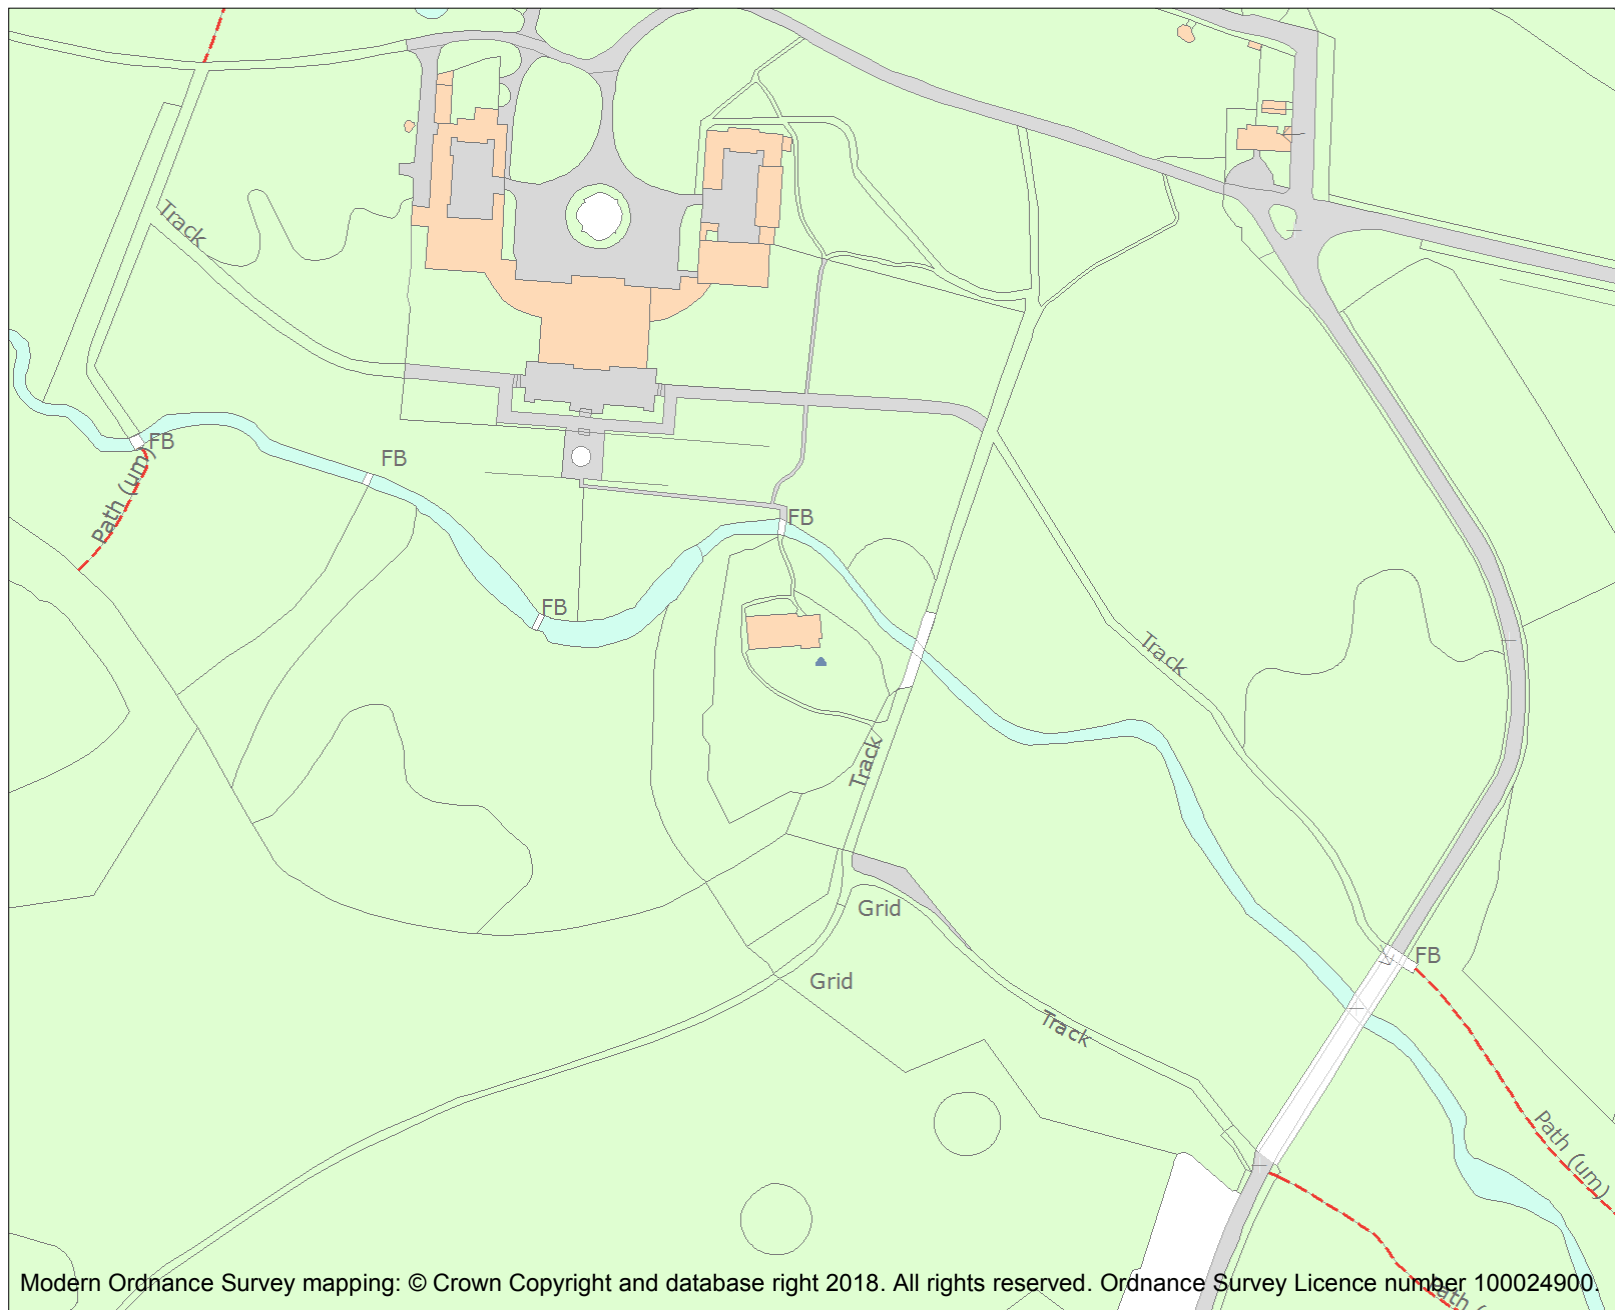 Track
FB
FB
Path (um)
FB
FB
Track
Track
Grid
FB
Grid
Track
Path (um)
Path (
Modern Ordnance Survey mapping: © Crown Copyright and database right 2018. All rights reserved. Ordnance Survey Licence number 100024900.